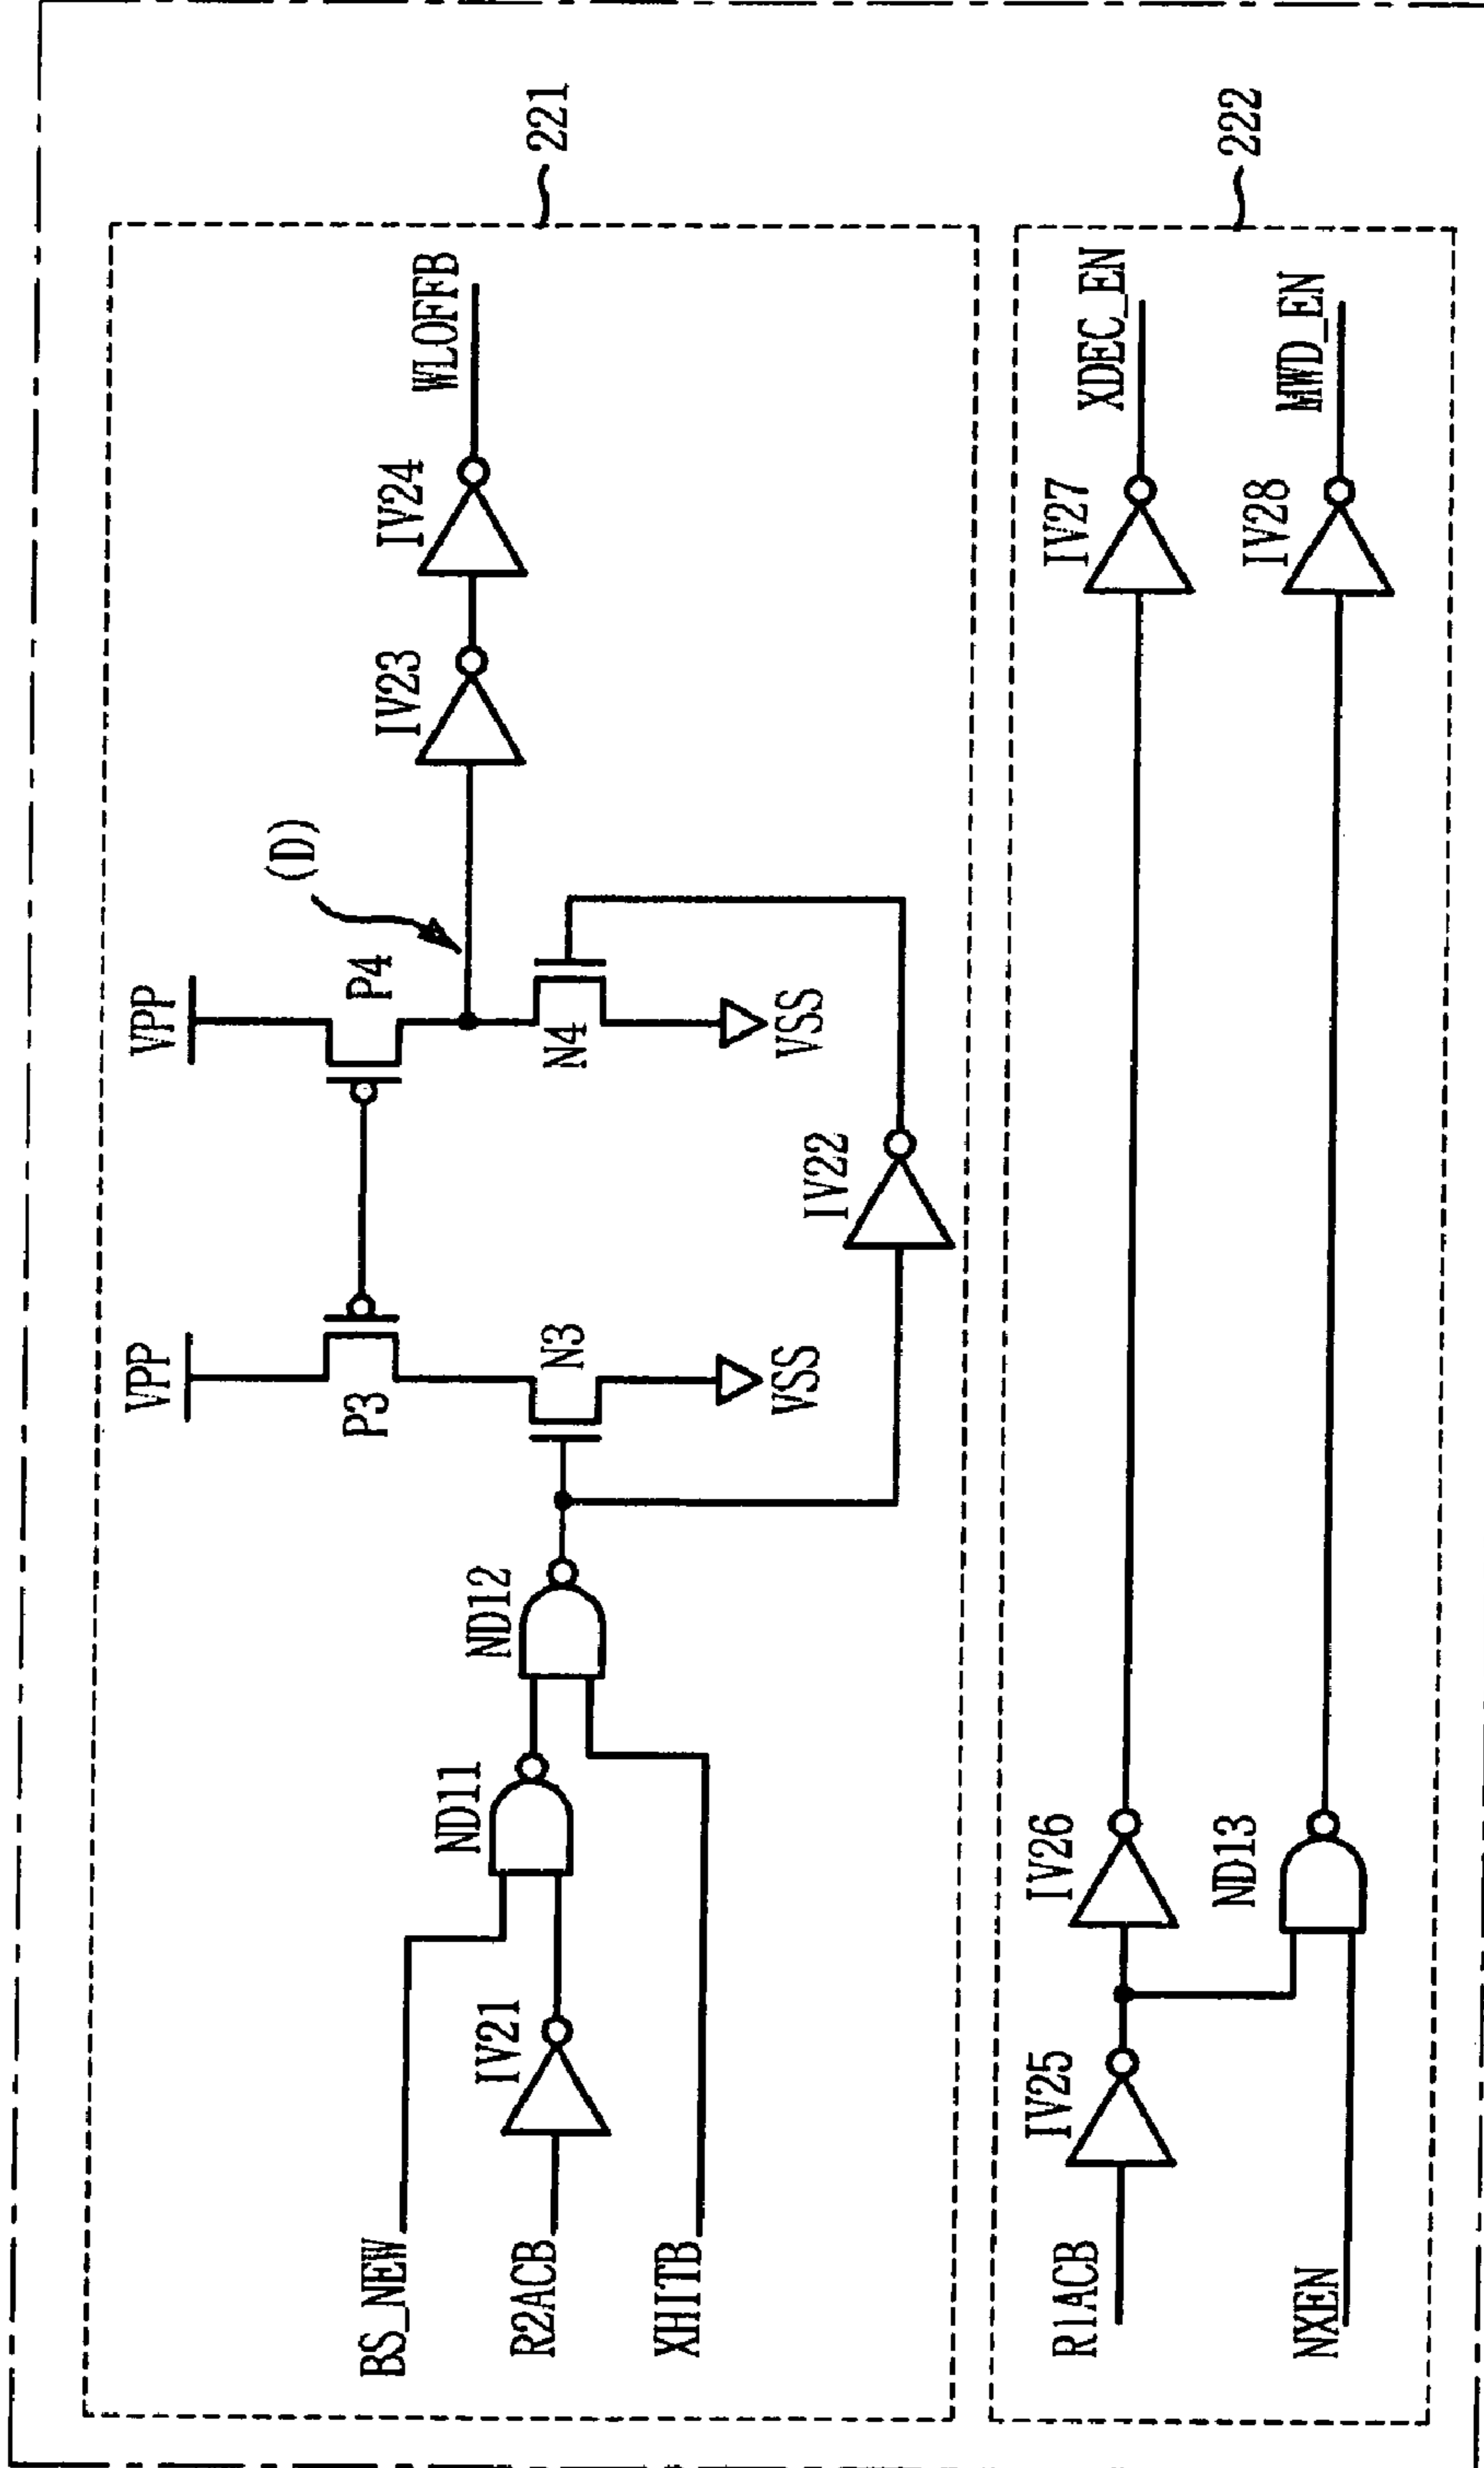 221
VPP
VPP
(D)
P3
P4
IV23
IV24
WLOFFB
BS_NEW
ND11
ND12
N3
N4
R2ACB
IV21
XHITB
VSS
VSS
IV22
222
R1ACB
IV25
IV26
IV27
XDEC_EN
NXEN
ND13
IV28
MWD_EN